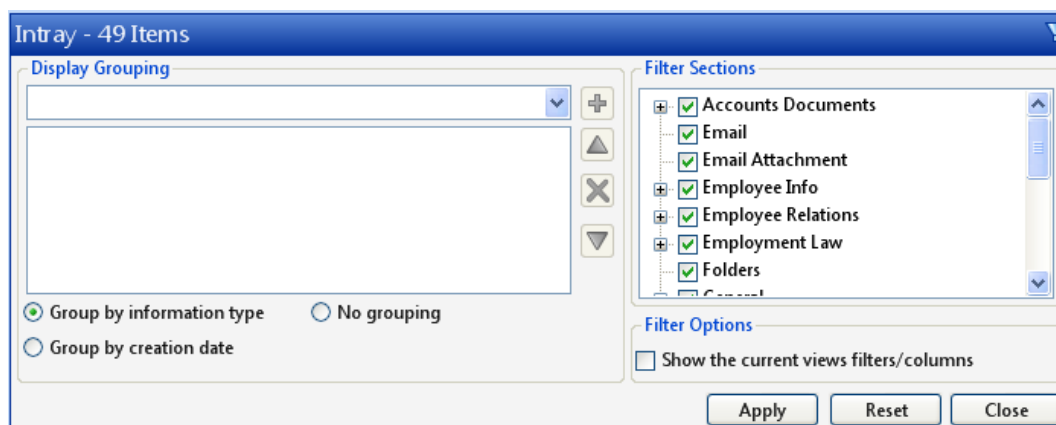 Intray - 49 Items
Display Grouping
Group by information type
No grouping
Group by creation date
Filter Sections
Accounts Documents
Email
Email Attachment
Employee Info
Employee Relations
Employment Law
Folders
General
Filter Options
Show the current views filters/columns
Apply
Reset
Close